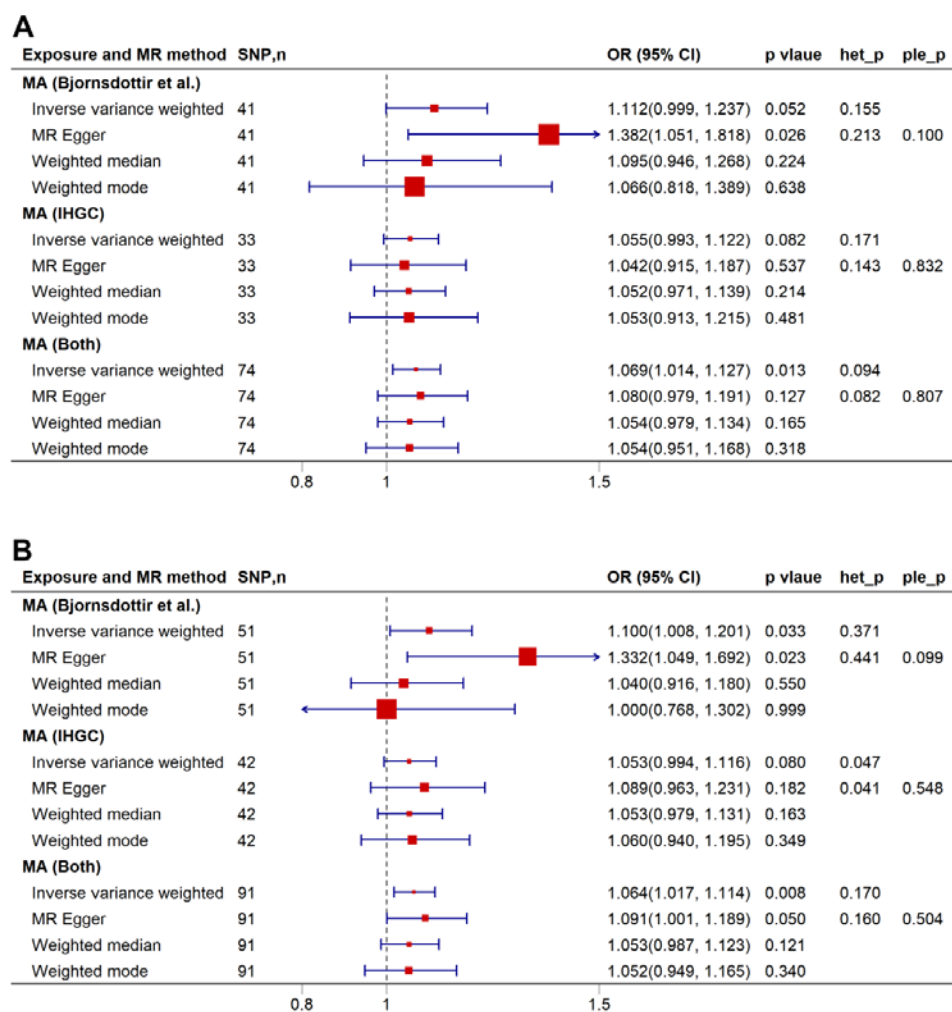 A
Exposure and MR method SNP,n OR (95% CI) p vlaue het_p ple_p
MA (Bjornsdottir et al.)
Inverse variance weighted 41 1.112(0.999, 1.237) 0.052 0.155
MR Egger 41 1.382(1.051, 1.818) 0.026 0.213 0.100
Weighted median 41 1.095(0.946, 1.268) 0.224
Weighted mode 41 1.066(0.818, 1.389) 0.638
MA (IHGC)
Inverse variance weighted 33 1.055(0.993, 1.122) 0.082 0.171
MR Egger 33 1.042(0.915, 1.187) 0.537 0.143 0.832
Weighted median 33 1.052(0.971, 1.139) 0.214
Weighted mode 33 1.053(0.913, 1.215) 0.481
MA (Both)
Inverse variance weighted 74 1.069(1.014, 1.127) 0.013 0.094
MR Egger 74 1.080(0.979, 1.191) 0.127 0.082 0.807
Weighted median 74 1.054(0.979, 1.134) 0.165
Weighted mode 74 1.054(0.951, 1.168) 0.318
0.8 1 1.5
B
Exposure and MR method SNP,n OR (95% CI) p vlaue het_p ple_p
MA (Bjornsdottir et al.)
Inverse variance weighted 51 1.100(1.008, 1.201) 0.033 0.371
MR Egger 51 1.332(1.049, 1.692) 0.023 0.441 0.099
Weighted median 51 1.040(0.916, 1.180) 0.550
Weighted mode 51 1.000(0.768, 1.302) 0.999
MA (IHGC)
Inverse variance weighted 42 1.053(0.994, 1.116) 0.080 0.047
MR Egger 42 1.089(0.963, 1.231) 0.182 0.041 0.548
Weighted median 42 1.053(0.979, 1.131) 0.163
Weighted mode 42 1.060(0.940, 1.195) 0.349
MA (Both)
Inverse variance weighted 91 1.064(1.017, 1.114) 0.008 0.170
MR Egger 91 1.091(1.001, 1.189) 0.050 0.160 0.504
Weighted median 91 1.053(0.987, 1.123) 0.121
Weighted mode 91 1.052(0.949, 1.165) 0.340
0.8 1 1.5